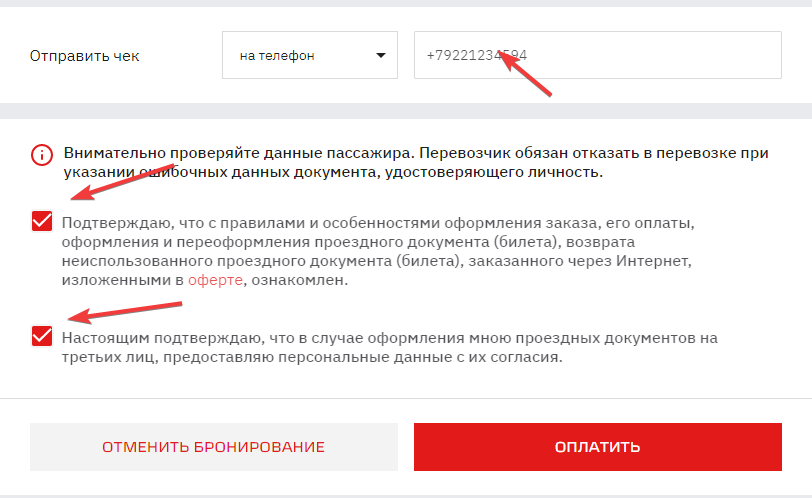 Отправить чек на телефон +79221234594
Внимательно проверяйте данные пассажира. Перевозчик обязан отказать в перевозке при
указании ошибочных данных документа, удостоверяющего личность.
Подтверждаю, что с правилами и особенностями оформления заказа, его оплаты,
оформления и переоформления проездного документа (билета), возврата
неиспользованного проездного документа (билета), заказанного через Интернет,
изложенными в оферте, ознакомлен.
Настоящим подтверждаю, что в случае оформления мною проездных документов на
третьих лиц, предоставляю персональные данные с их согласия.
ОТМЕНИТЬ БРОНИРОВАНИЕ ОПЛАТИТЬ